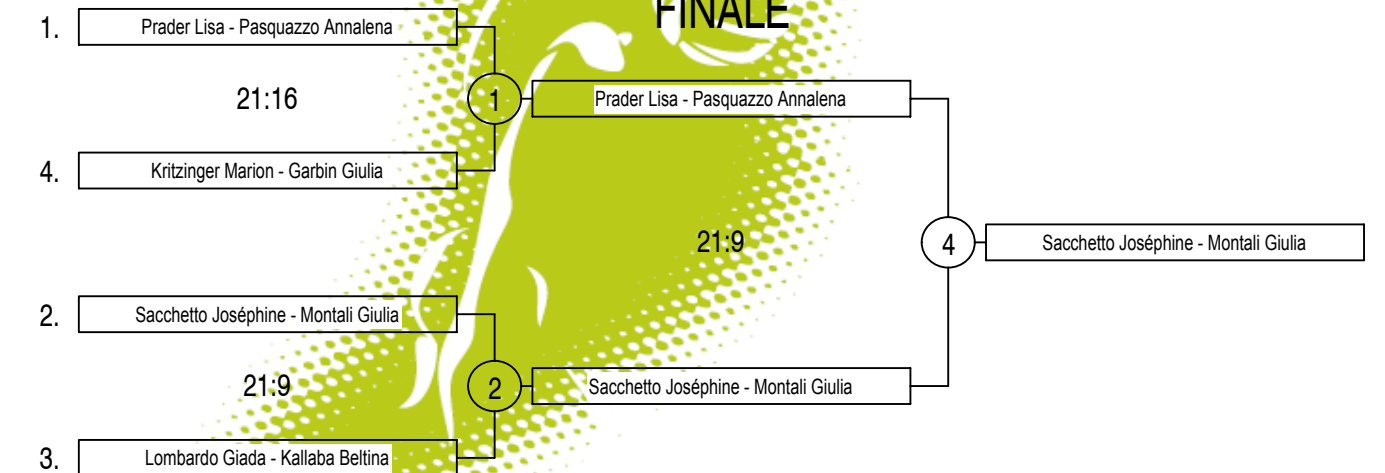 FINALE
1. Prader Lisa - Pasquazzo Annalena
21:16
1
Prader Lisa - Pasquazzo Annalena
4. Kritzinger Marion - Garbin Giulia
21:9
4
Sacchetto Joséphine - Montali Giulia
2. Sacchetto Joséphine - Montali Giulia
21:9
2
Sacchetto Joséphine - Montali Giulia
3. Lombardo Giada - Kallaba Beltina